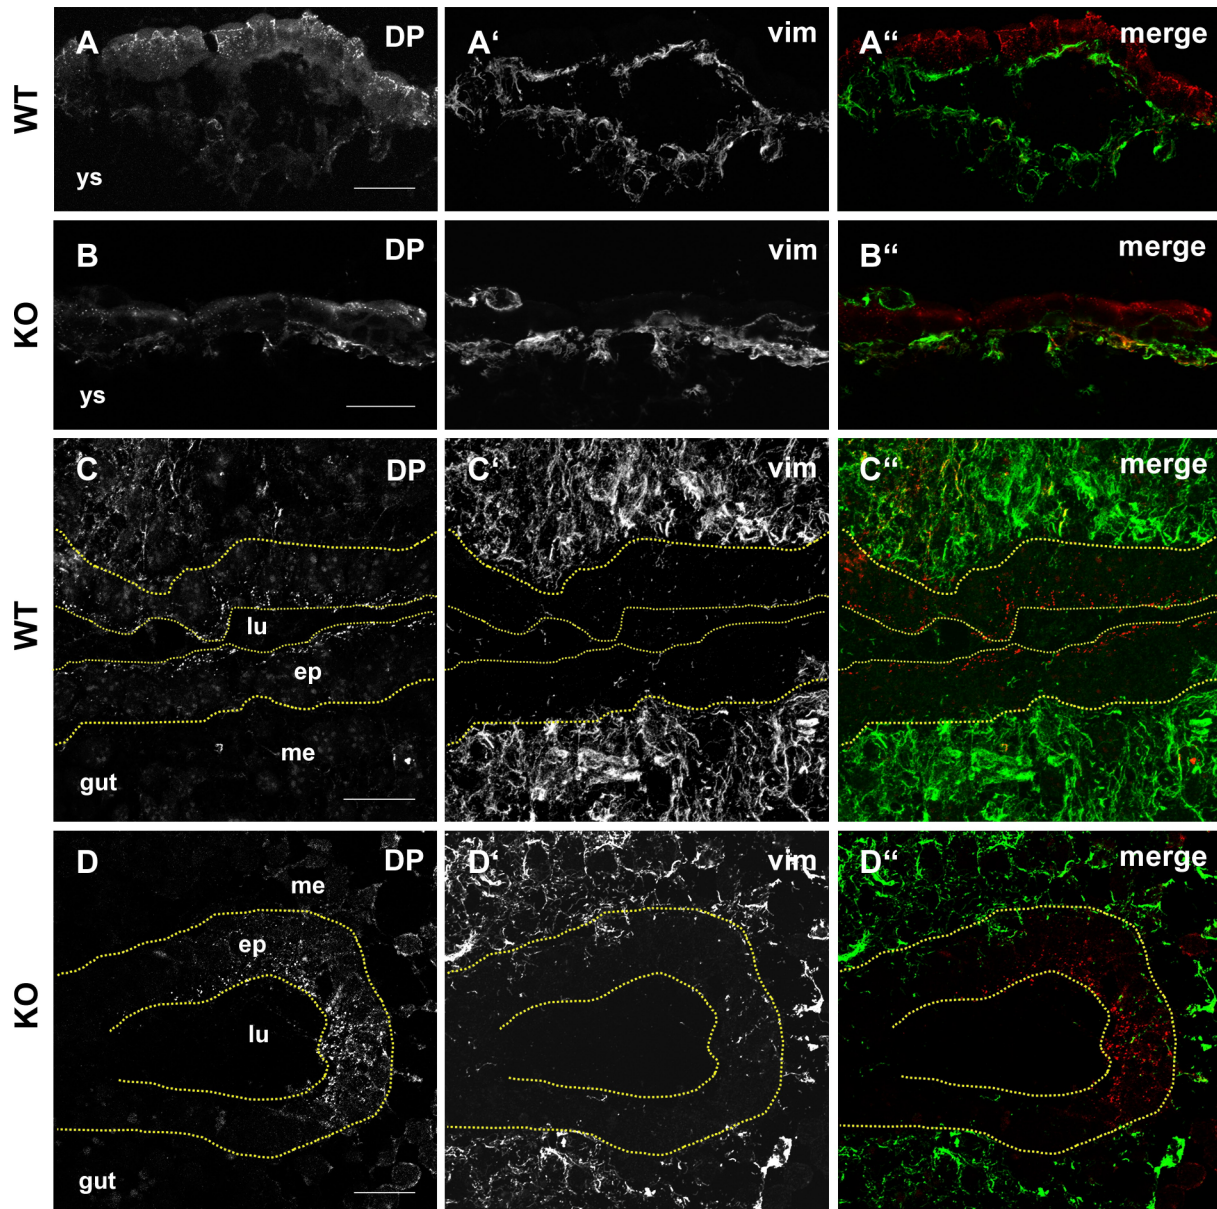 WT
A
DP
ys
A‘
vim
A“
merge
KO
B
DP
ys
vim
B“
merge
WT
C
DP
lu
ep
me
gut
C‘
vim
C“
merge
KO
D
DP
me
ep
lu
gut
D‘
vim
D“
merge